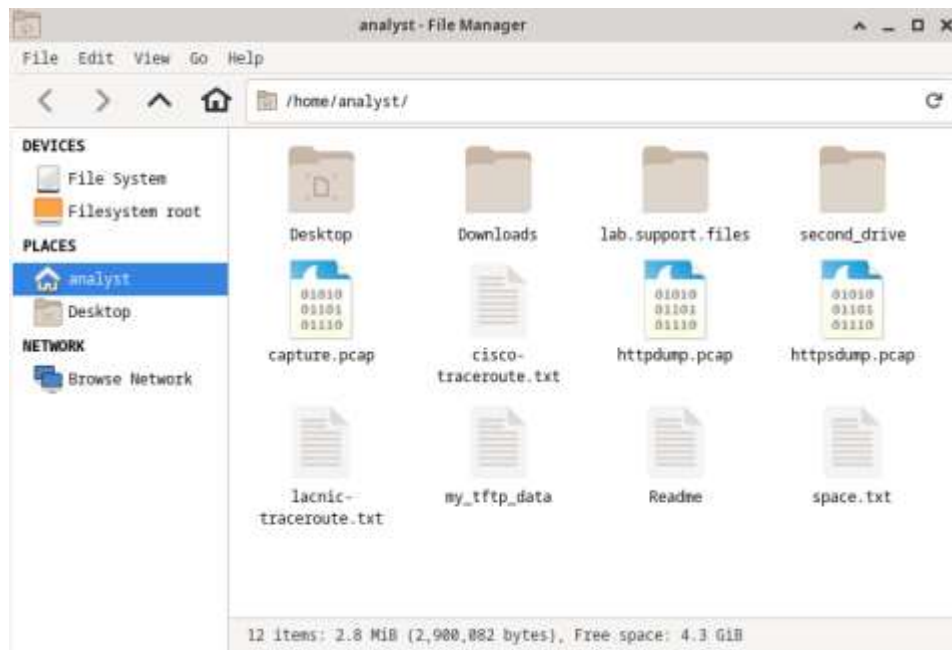 analyst - File Manager
File Edit View Go Help
/home/analyst/
DEVICES
File System
Filesystem root
PLACES
analyst
Desktop
NETWORK
Browse Network
Desktop
Downloads
lab.support.files
second_drive
01010
01101
01110
capture.pcap
cisco-
traceroute.txt
01010
01101
01110
httpdump.pcap
01010
01101
01110
httpsdump.pcap
lacnic-
traceroute.txt
my_tftp_data
Readme
space.txt
12 items: 2.8 MiB (2,900,082 bytes), Free space: 4.3 GiB